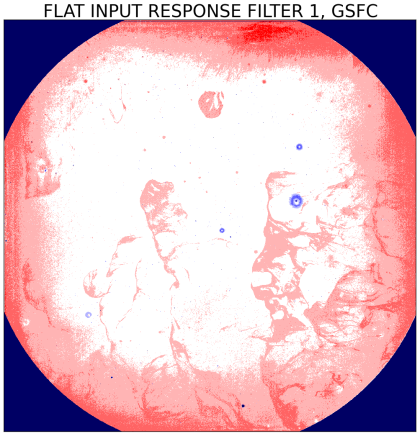 FLAT INPUT RESPONSE FILTER 1, GSFC